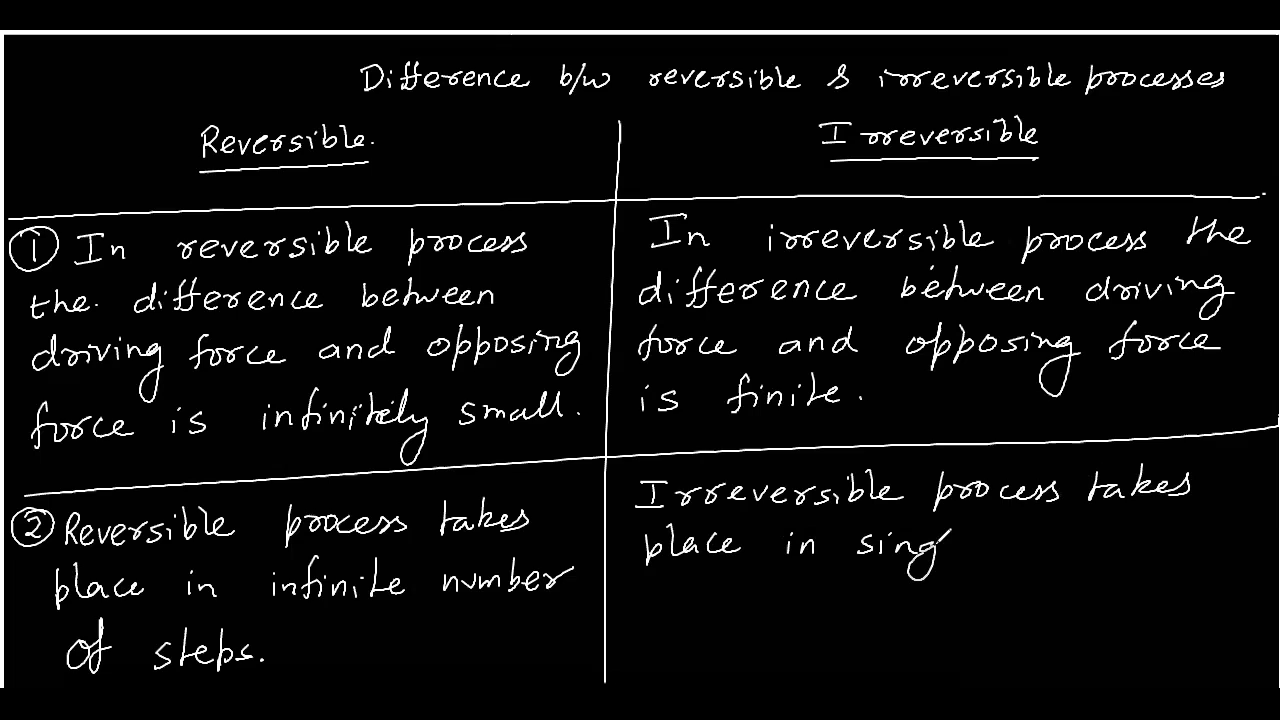 Difference b/w reversible & irreversible processes
Reversible.
Irreversible
① In reversible process
the. difference between
driving force and opposing
force is infinitely small.
In irreversible process the
difference between driving
force and opposing force
is finite.
② Reversible process takes
place in infinite number
of steps.
Irreversible process takes
place in sing